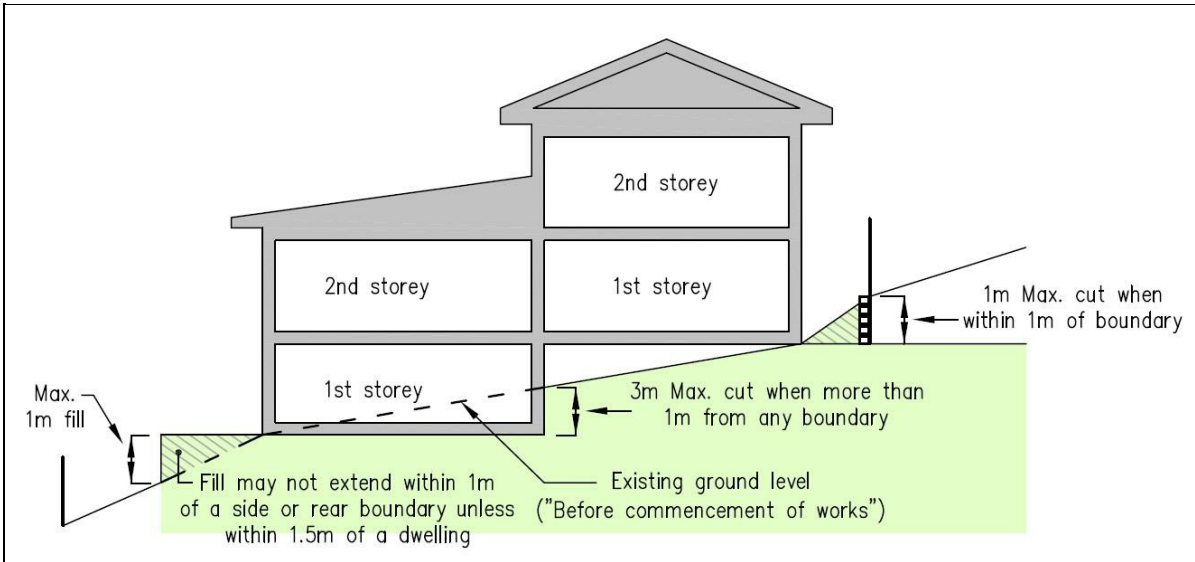 2nd storey
2nd storey
1st storey
1m Max. cut when
within 1m of boundary
1st storey
Max.
1m fill
3m Max. cut when more than
1m from any boundary
Fill may not extend within 1m
of a side or rear boundary unless
within 1.5m of a dwelling
Existing ground level
("Before commencement of works")